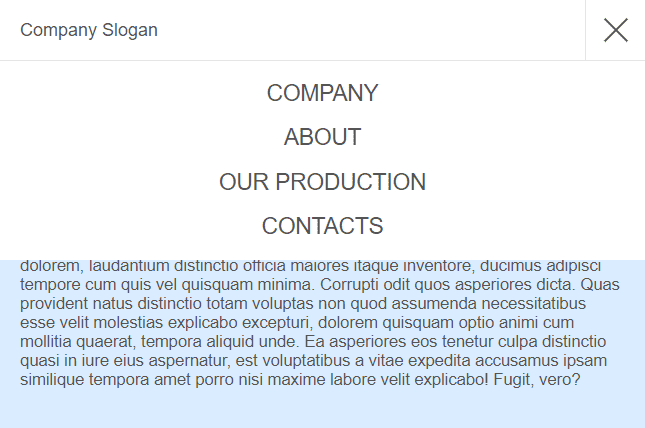 Company Slogan
COMPANY
ABOUT
OUR PRODUCTION
CONTACTS
dolorem, laudantium distinctio officia maiores itaque inventore, ducimus adipisci
tempore cum quis vel quisquam minima. Corrupti odit quos asperiores dicta. Quas
provident natus distinctio totam voluptas non quod assumenda necessitatibus
esse velit molestias explicabo excepturi, dolorem quisquam optio animi cum
mollitia quaerat, tempora aliquid unde. Ea asperiores eos tenetur culpa distinctio
quasi in iure eius aspernatur, est voluptatibus a vitae expedita accusamus ipsam
similique tempora amet porro nisi maxime labore velit explicabo! Fugit, vero?